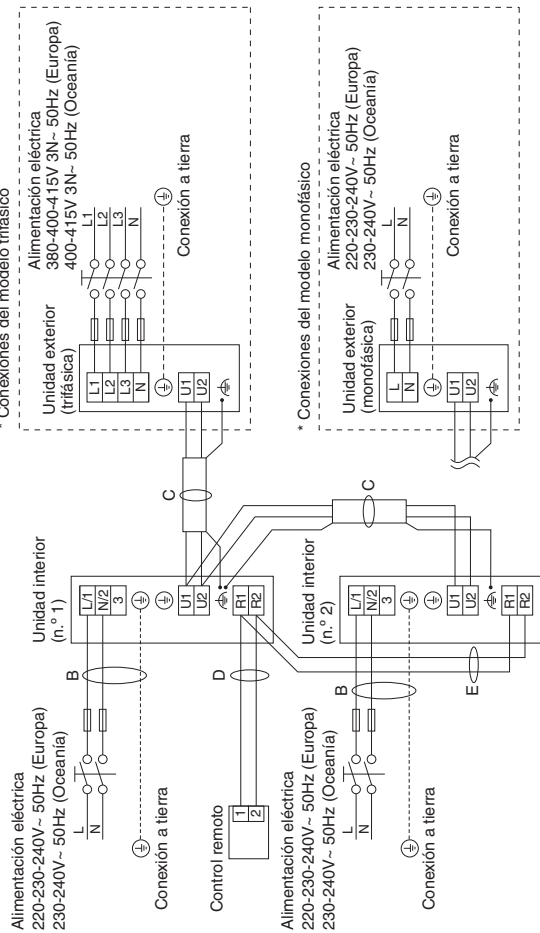 * Conexiones del modelo trifásico
Alimentación eléctrica
220-230-240V~ 50Hz (Europa)
230-240V~ 50Hz (Oceanía)
L
N
Conexión a tierra
B
Unidad interior
(n.º 1)
L/1
N/2
3
U1
U2
R1
R2
C
Unidad exterior
(trifásica)
L1
L2
L3
N
U1
U2
Alimentación eléctrica
380-400-415V 3N~ 50Hz (Europa)
400-415V 3N~ 50Hz (Oceanía)
L1
L2
L3
N
Conexión a tierra
Control remoto
1
2
D
Alimentación eléctrica
220-230-240V~ 50Hz (Europa)
230-240V~ 50Hz (Oceanía)
L
N
Conexión a tierra
B
E
Unidad interior
(n.º 2)
L/1
N/2
3
U1
U2
R1
R2
C
* Conexiones del modelo monofásico
Unidad exterior
(monofásica)
L
N
U1
U2
Alimentación eléctrica
220-230-240V~ 50Hz (Europa)
230-240V~ 50Hz (Oceanía)
L
N
Conexión a tierra